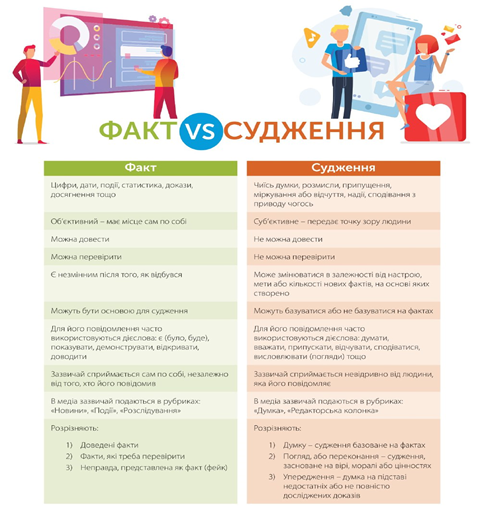 ФАКТ VS СУДЖЕННЯ
Факт
Судження
Цифри, дати, події, статистика, докази,
досягнення тощо
Чиїсь думки, розмисли, припущення,
міркування або відчуття, надії, сподівання з
приводу чогось
Об'єктивний – має місце сам по собі
Суб'єктивне – передає точку зору людини
Можна довести
Не можна довести
Можна перевірити
Не можна перевірити
Є незмінним після того, як відбувся
Може змінюватися в залежності від настрою,
мети або кількості нових фактів, на основі яких
створено
Можуть бути основою для судження
Можуть базуватися або не базуватись на фактах
Для його повідомлення часто
використовуються дієслова: є (було, буде),
показувати, демонструвати, відкривати,
доводити
Для його повідомлення часто
використовуються дієслова: думати,
вважати, припускати, відчувати, сподіватися,
висловлювати (погляди) тощо
Зазвичай сприймається сам по собі, незалежно
від того, хто його повідомив
Зазвичай сприймається невідривно від людини,
яка його повідомляє
В медіа зазвичай подаються в рубриках:
«Новини», «Події», «Розслідування»
В медіа зазвичай подаються в рубриках:
«Думка», «Редакторська колонка»
Розрізняють:
1) Доведені факти
2) Факти, які треба перевірити
3) Неправда, представлена як факт (фейк)
Розрізняють:
1) Думку – судження базоване на фактах
2) Погляд, або переконання – судження,
засноване на вірі, моралі або цінностях
3) Упередження – думка на підставі
недостатніх або не повністю
досліджених доказів